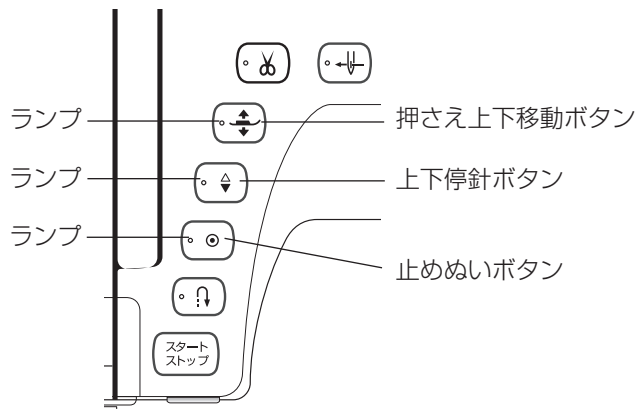 ランプ
押さえ上下移動ボタン
ランプ
上下停針ボタン
ランプ
止めぬいボタン
スタート
ストップ